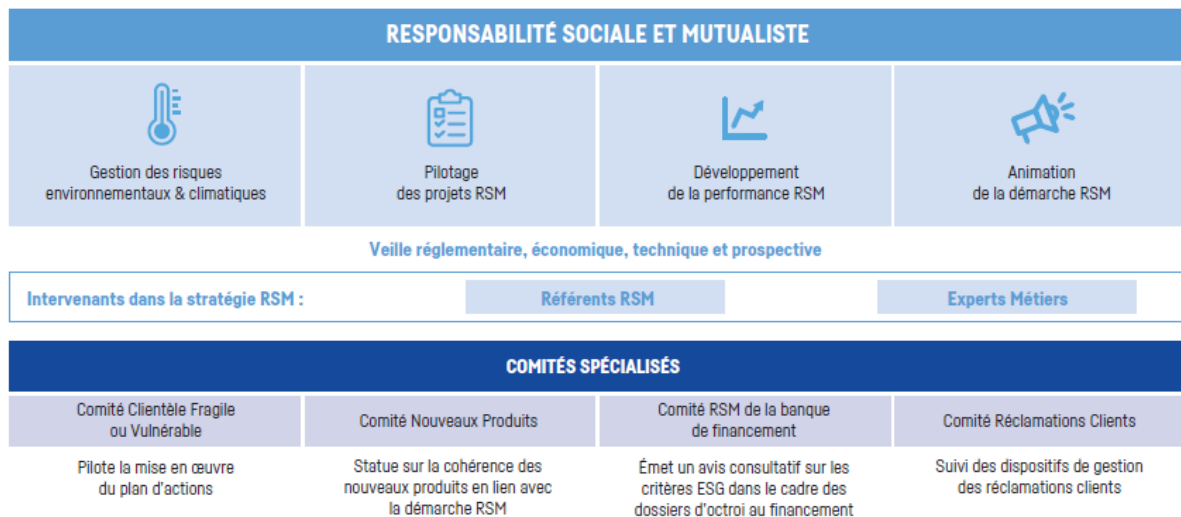 RESPONSABILITÉ SOCIALE ET MUTUALISTE
Gestion des risques
environnementaux & climatiques
Pilotage
des projets RSM
Développement
de la performance RSM
Animation
de la démarche RSM
Veille réglementaire, économique, technique et prospective
Intervenants dans la stratégie RSM :
Référents RSM
Experts Métiers
COMITÉS SPÉCIALISÉS
Comité Clientèle Fragile
ou Vulnérable
Pilote la mise en œuvre
du plan d'actions
Comité Nouveaux Produits
Statue sur la cohérence des
nouveaux produits en lien avec
la démarche RSM
Comité RSM de la banque
de financement
Émet un avis consultatif sur les
critères ESG dans le cadre des
dossiers d'octroi au financement
Comité Réclamations Clients
Suivi des dispositifs de gestion
des réclamations clients